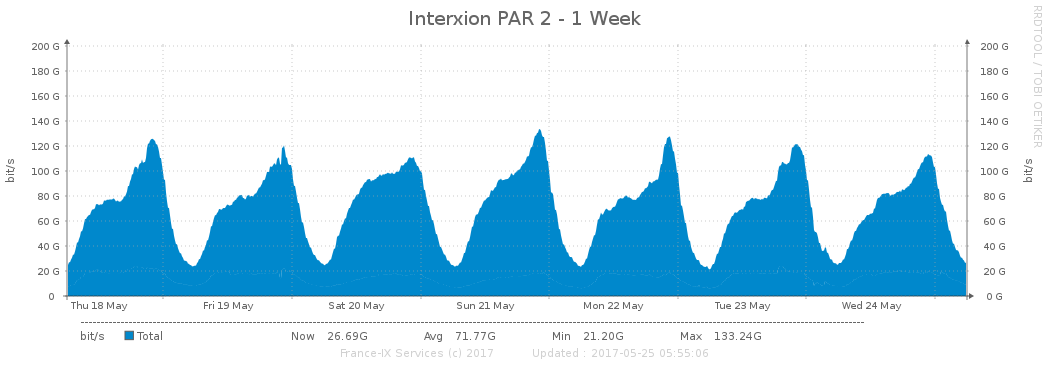 Interxion PAR 2 - 1 Week
RRDTOOL / TOBI OETIKER
200 G 200 G
180 G 180 G
160 G 160 G
140 G 140 G
120 G 120 G
100 G 100 G
80 G 80 G
60 G 60 G
40 G 40 G
20 G 20 G
0 0 G
bit/s
bit/s
Thu 18 May Fri 19 May Sat 20 May Sun 21 May Mon 22 May Tue 23 May Wed 24 May
bit/s Total Now 26.69G Avg 71.77G Min 21.20G Max 133.24G
France-IX Services (c) 2017 Updated : 2017-05-25 05:55:06